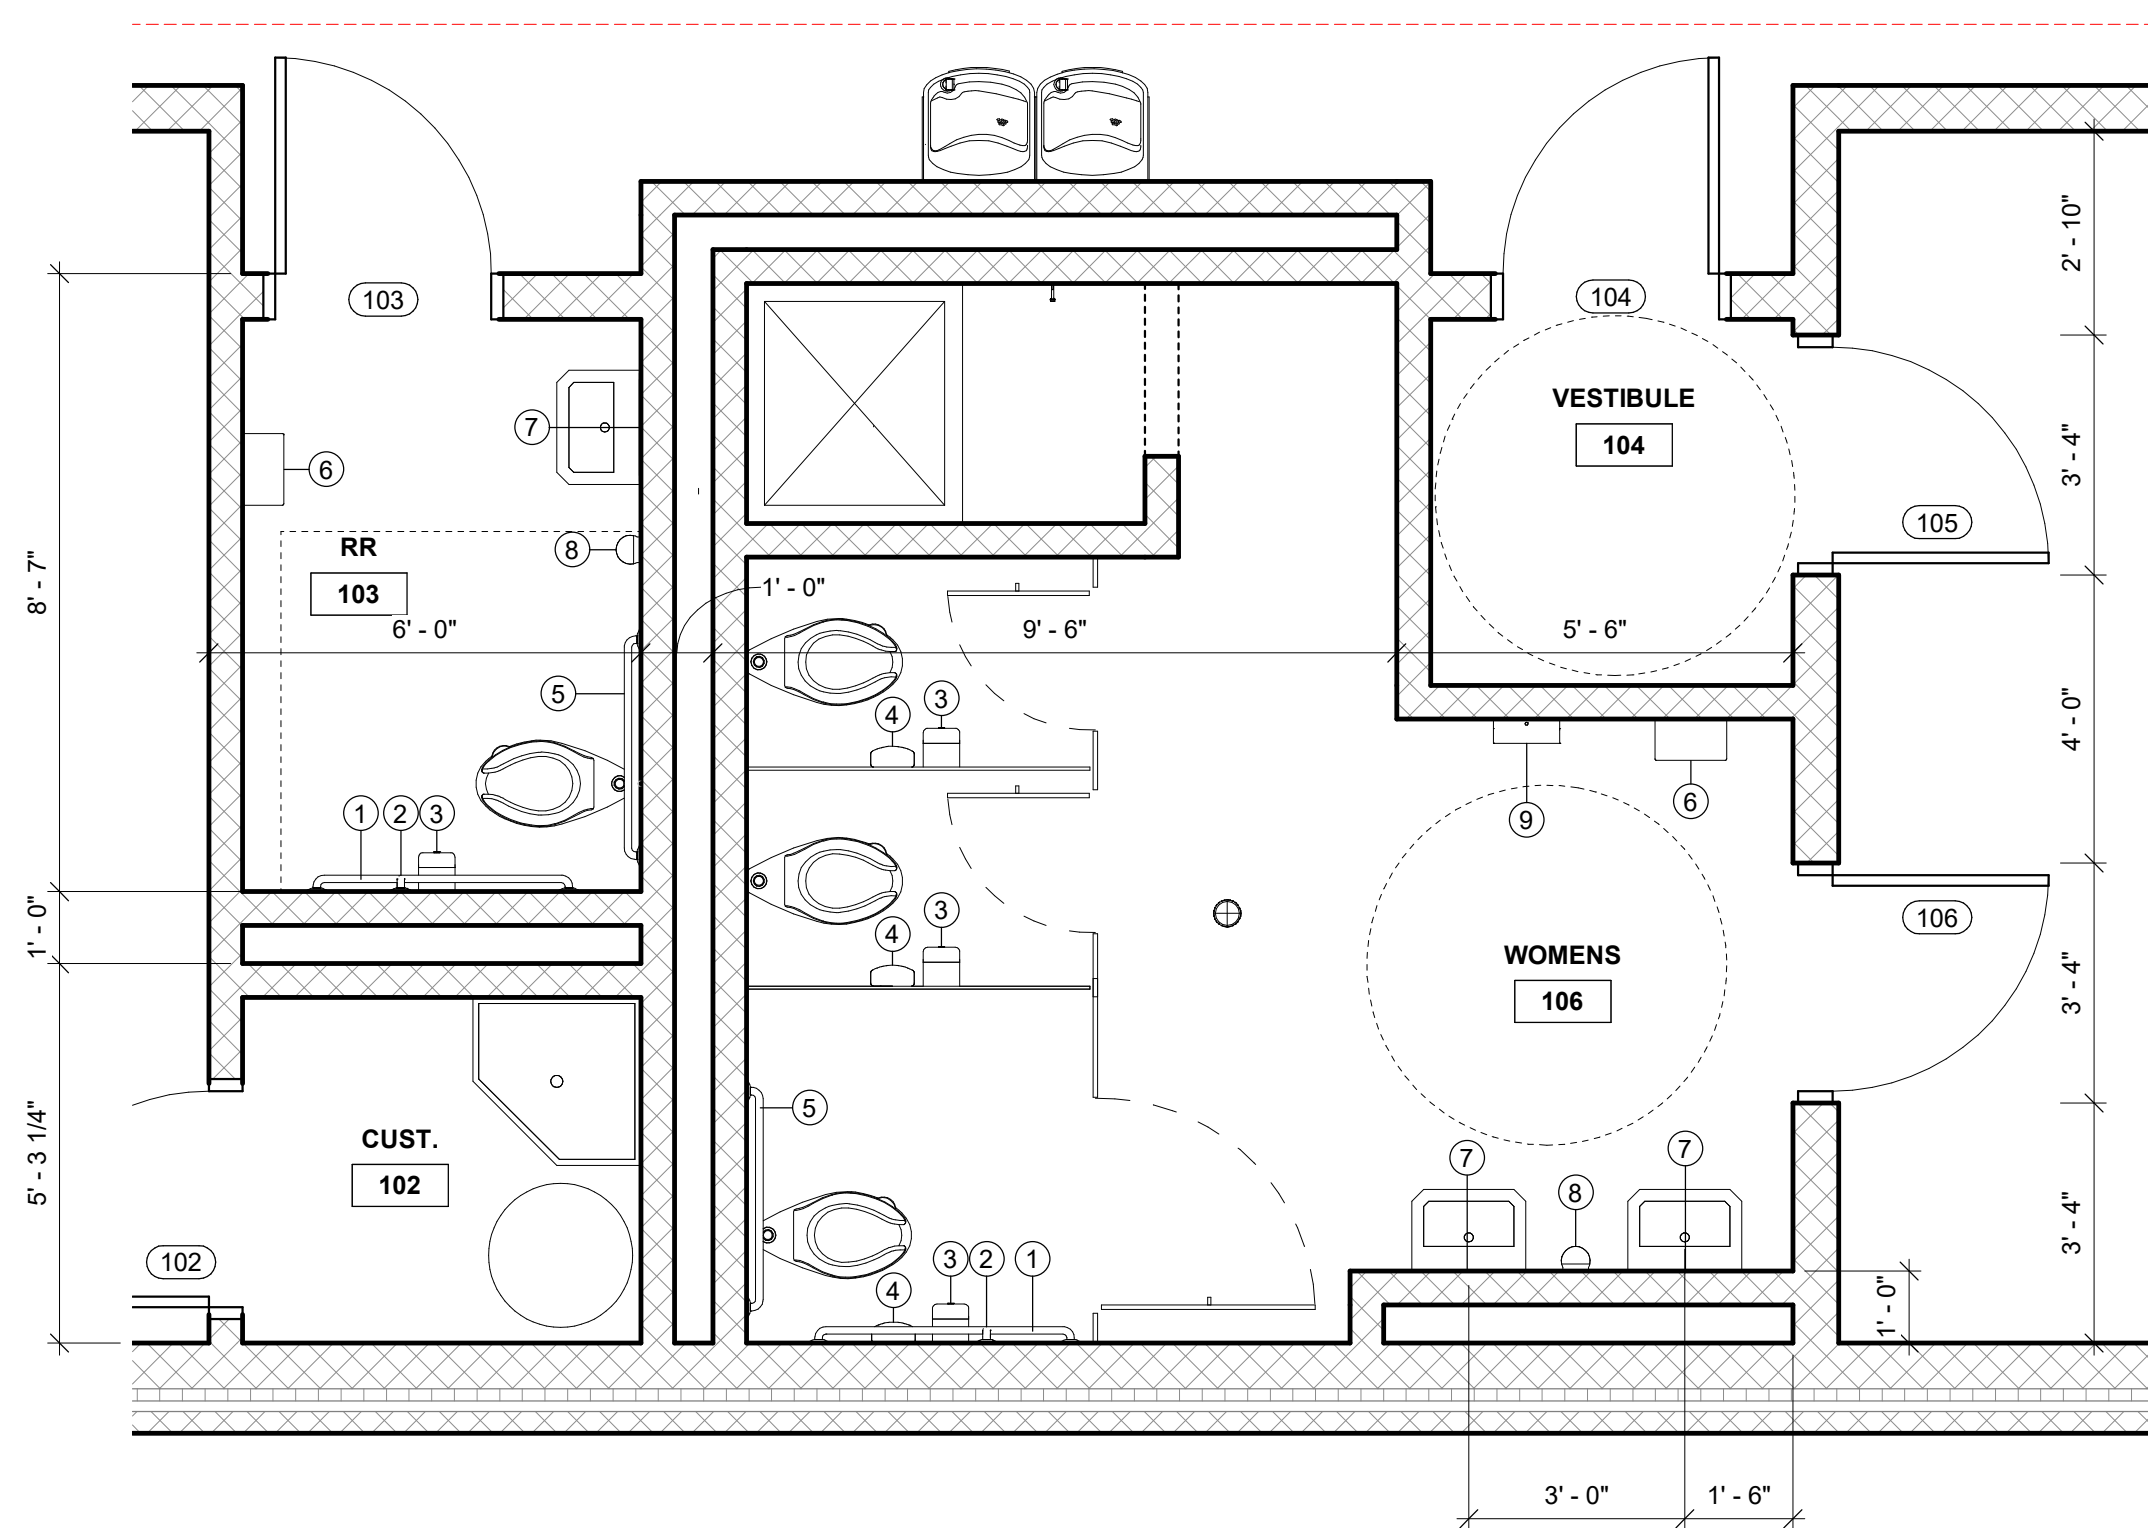 103
104
2' - 10"
VESTIBULE
104
7
6
3' - 4"
105
RR
103
8
8' - 7"
1' - 0"
6' - 0"
9' - 6"
5' - 6"
5
3
4
4' - 0"
1
2
3
9
6
3
4
1' - 0"
106
WOMENS
106
3' - 4"
5
CUST.
102
5' - 3 1/4"
7
7
8
3' - 4"
102
3
2
1
4
1' - 0"
3' - 0"
1' - 6"